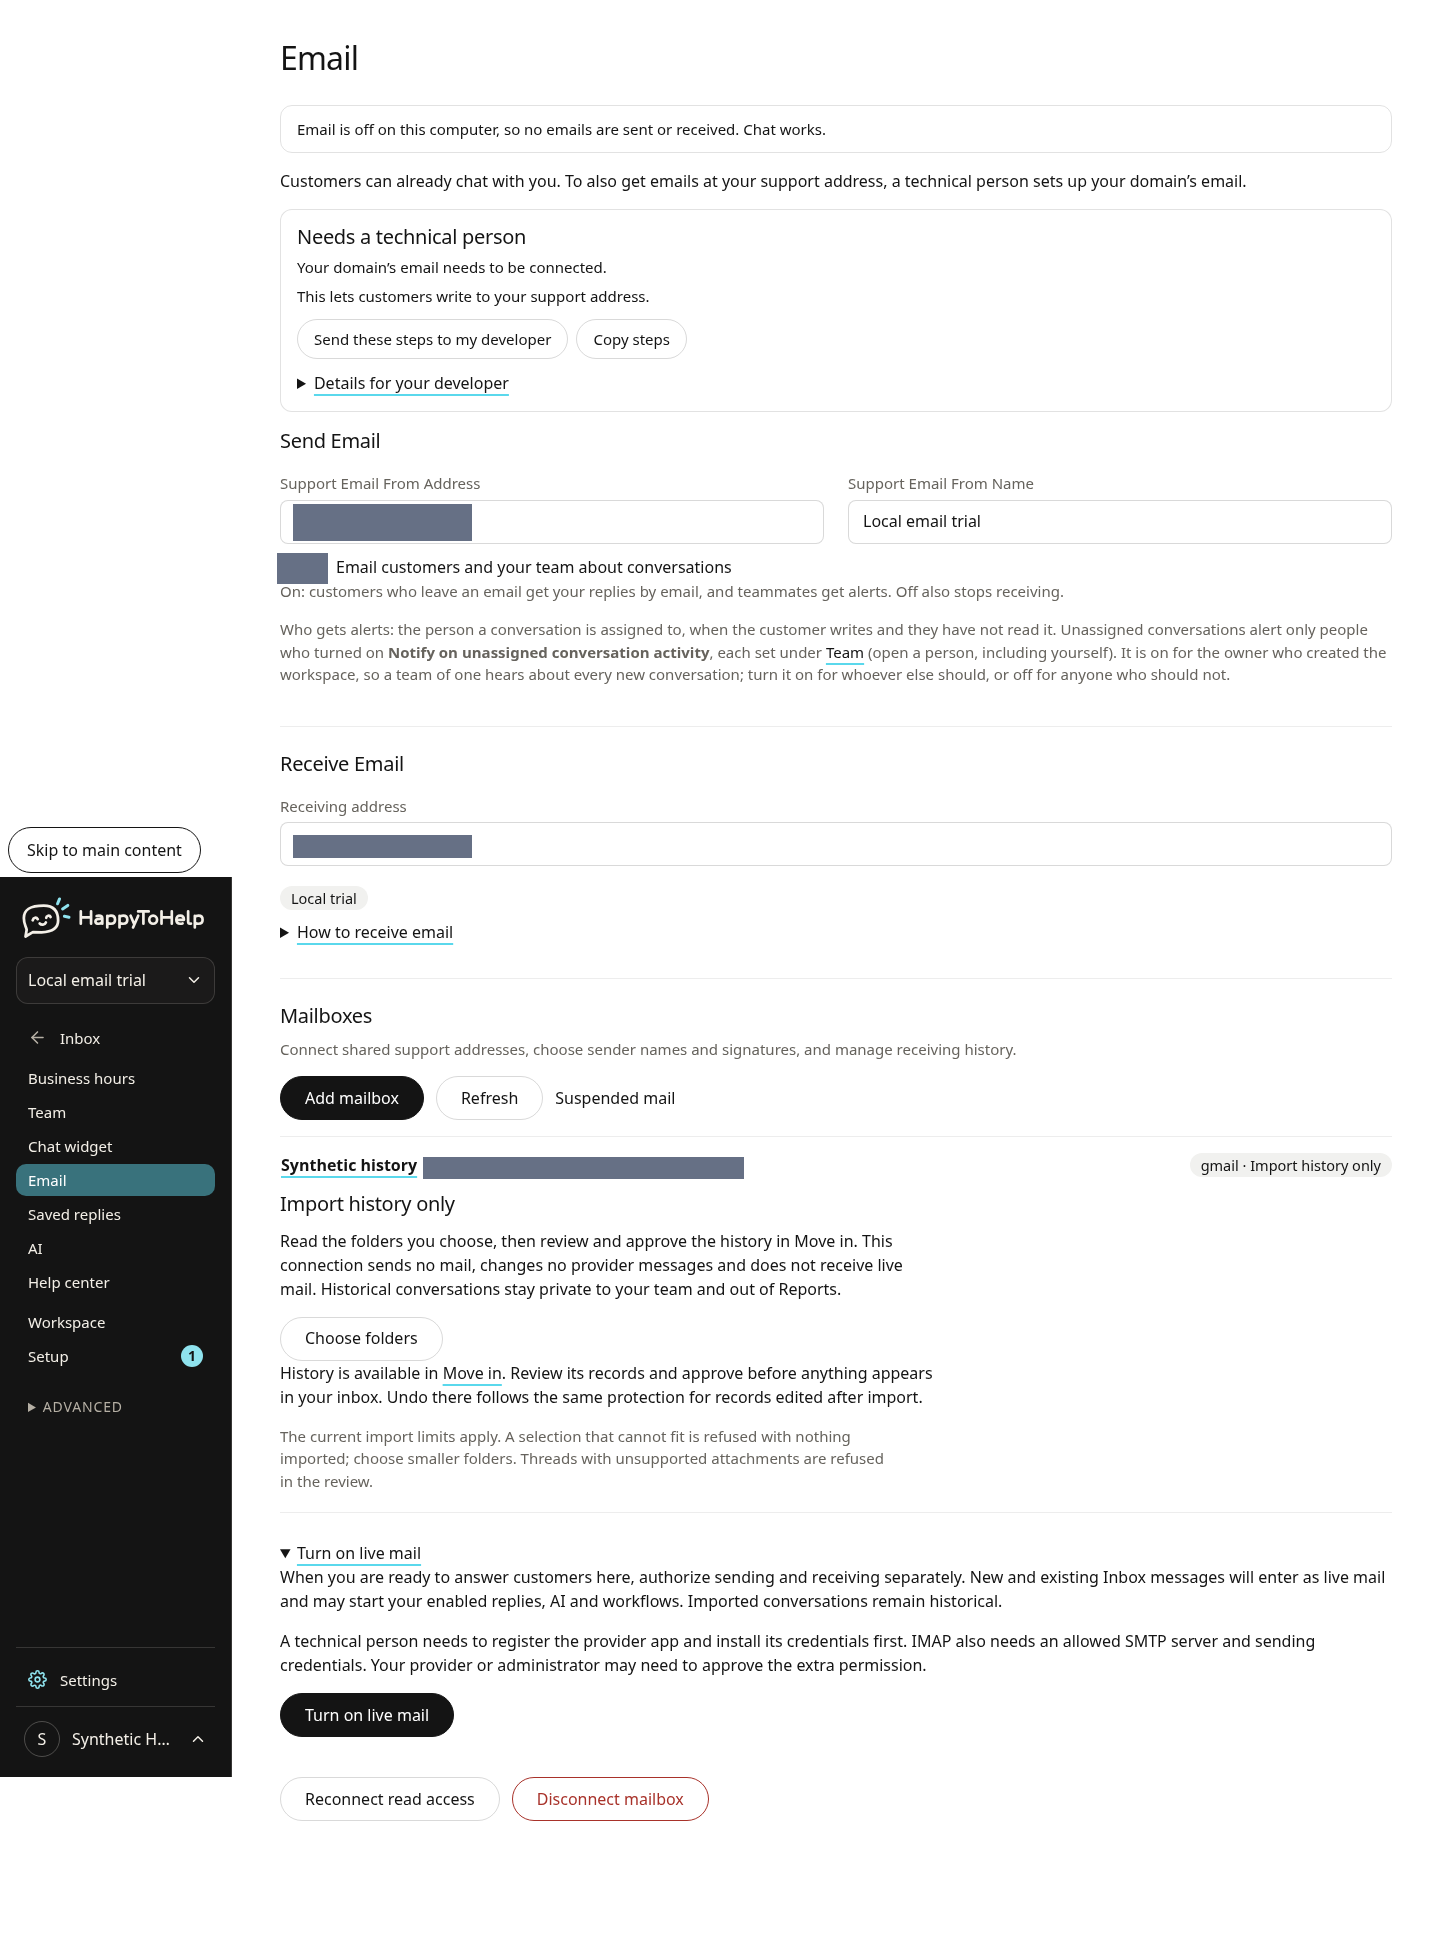 Email
Email is off on this computer, so no emails are sent or received. Chat works.
Customers can already chat with you. To also get emails at your support address, a technical person sets up your domain’s email.
Needs a technical person
Your domain’s email needs to be connected.
This lets customers write to your support address.
Send these steps to my developer
Copy steps
Details for your developer
Send Email
Support Email From Address
Support Email From Name
Local email trial
Email customers and your team about conversations
On: customers who leave an email get your replies by email, and teammates get alerts. Off also stops receiving.
Who gets alerts: the person a conversation is assigned to, when the customer writes and they have not read it. Unassigned conversations alert only people
who turned on Notify on unassigned conversation activity, each set under Team (open a person, including yourself). It is on for the owner who created the
workspace, so a team of one hears about every new conversation; turn it on for whoever else should, or off for anyone who should not.
Receive Email
Receiving address
Local trial
How to receive email
Mailboxes
Connect shared support addresses, choose sender names and signatures, and manage receiving history.
Add mailbox
Refresh
Suspended mail
Synthetic history
gmail · Import history only
Import history only
Read the folders you choose, then review and approve the history in Move in. This
connection sends no mail, changes no provider messages and does not receive live
mail. Historical conversations stay private to your team and out of Reports.
Choose folders
History is available in Move in. Review its records and approve before anything appears
in your inbox. Undo there follows the same protection for records edited after import.
The current import limits apply. A selection that cannot fit is refused with nothing
imported; choose smaller folders. Threads with unsupported attachments are refused
in the review.
Turn on live mail
When you are ready to answer customers here, authorize sending and receiving separately. New and existing Inbox messages will enter as live mail
and may start your enabled replies, AI and workflows. Imported conversations remain historical.
A technical person needs to register the provider app and install its credentials first. IMAP also needs an allowed SMTP server and sending
credentials. Your provider or administrator may need to approve the extra permission.
Turn on live mail
Reconnect read access
Disconnect mailbox
Skip to main content
HappyToHelp
Local email trial
Inbox
Business hours
Team
Chat widget
Email
Saved replies
AI
Help center
Workspace
Setup
1
ADVANCED
Settings
S
Synthetic H...